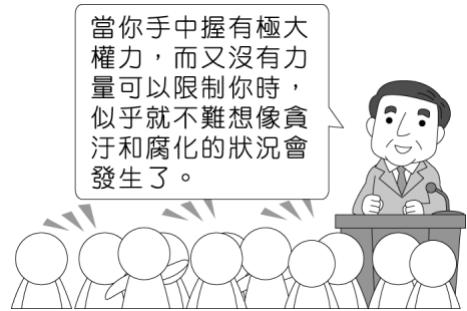 當你手中握有極大
權力，而又沒有力
量可以限制你時，
似乎就不難想像貪
汙和腐化的狀況會
發生了。